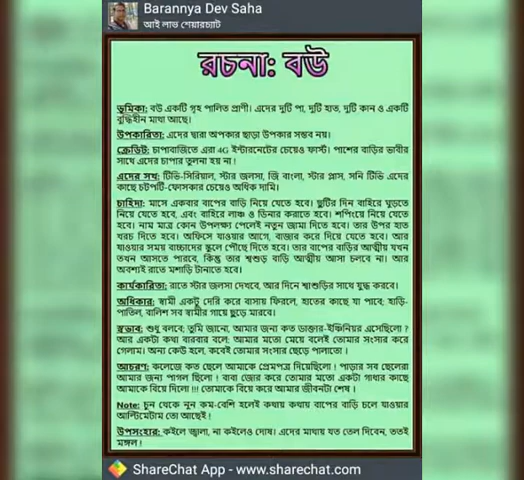 Barannya Dev Saha
আই লাভ শেয়ারচ্যাট
রচনা: বউ
ভূমিকা: বউ একটি গৃহ পালিত প্রাণী। এদের দুটি পা, দুটি হাত, দুটি কান ও একটি
বুদ্ধিহীন মাথা আছে।
উপকারিতা: এদের দ্বারা অপকার ছাড়া উপকার সম্ভব নয়।
ক্রেডিট: চাপাবাজিতে এরা 4G ইন্টারনেটের চেয়েও ফাস্ট। পাশের বাড়ির ভাবীর
সাথে এদের চাপার তুলনা হয় না !
এদের সখ: টিভি-সিরিয়াল, স্টার জলসা, জি বাংলা, স্টার প্লাস, সনি টিভি এদের
কাছে চটপটি-ফোসকার চেয়েও অধিক দামি।
চাহিদা: মাসে একবার বাপের বাড়ি নিয়ে যেতে হবে। ছুটির দিন বাহিরে ঘুড়তে
নিয়ে যেতে হবে, এবং বাহিরে লাঞ্চ ও ডিনার করাতে হবে। শপিংয়ে নিয়ে যেতে
হবে। নাম মাত্র কোন উপলক্ষ্য পেলেই নতুন জামা দিতে হবে। তার উপর হাত
খরচ দিতে হবে। অফিসে যাওয়ার আগে, বাজার করে দিয়ে যেতে হবে। আর
যাওয়ার সময় বাচ্চাদের স্কুলে পৌছে দিতে হবে। তার বাপের বাড়ির আত্মীয় যখন
তখন আসতে পারবে, কিন্তু তার শ্বশুড় বাড়ি আত্মীয় আসা চলবে না। আর
অবশ্যই রাতে মশাড়ি টানাতে হবে।
কার্যকারিতা: রাতে স্টার জলসা দেখবে, আর দিনে শ্বাশুড়ির সাথে যুদ্ধ করবে।
অধিকার: স্বামী একটু দেরি করে বাসায় ফিরলে, হাতের কাছে যা পাবে; হাড়ি-
পাতিল, বালিশ সব স্বামীর গায়ে ছুড়ে মারবে।
স্বভাব: শুধু বলবে; তুমি জানো, আমার জন্য কত ডাক্তার-ইঞ্চিনিয়র এসেছিলো ?
আর একটা কথা বারবার বলে; আমার মতো মেয়ে বলেই তোমার সংসার করে
গেলাম। অন্য কেউ হলে, কবেই তোমার সংসার ছেড়ে পালাতো ।
আচরণ: কলেজে কত ছেলে আমাকে প্রেমপত্র দিয়েছিলো ! পাড়ার সব ছেলেরা
আমার জন্য পাগল ছিলো ! বাবা জোর করে তোমার মতো একটা গাধার কাছে
আমাকে বিয়ে দিলো !!! তোমাকে বিয়ে করে আমার জীবনটা শেষ ।
Note: চুন থেকে নুন কম-বেশি হলেই কথায় কথায় বাপের বাড়ি চলে যাওয়ার
আল্টিমেটাম তো আছেই!
উপসংহার: কইলে জ্বালা, না কইলেও দোষ। এদের মাথায় যত তেল দিবেন, ততই
মঙ্গল !
ShareChat App - www.sharechat.com